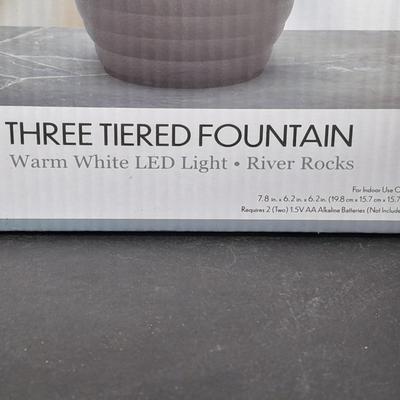 THREE TIERED FOUNTAIN
Warm White LED Light • River Rocks
For Indoor Use
7.8 in. x 6.2 in. x 6.2 in. (19.8 cm x 15.7 cm x 15.7
Requires 2 (Two) 1.5V AA Alkaline Batteries (Not